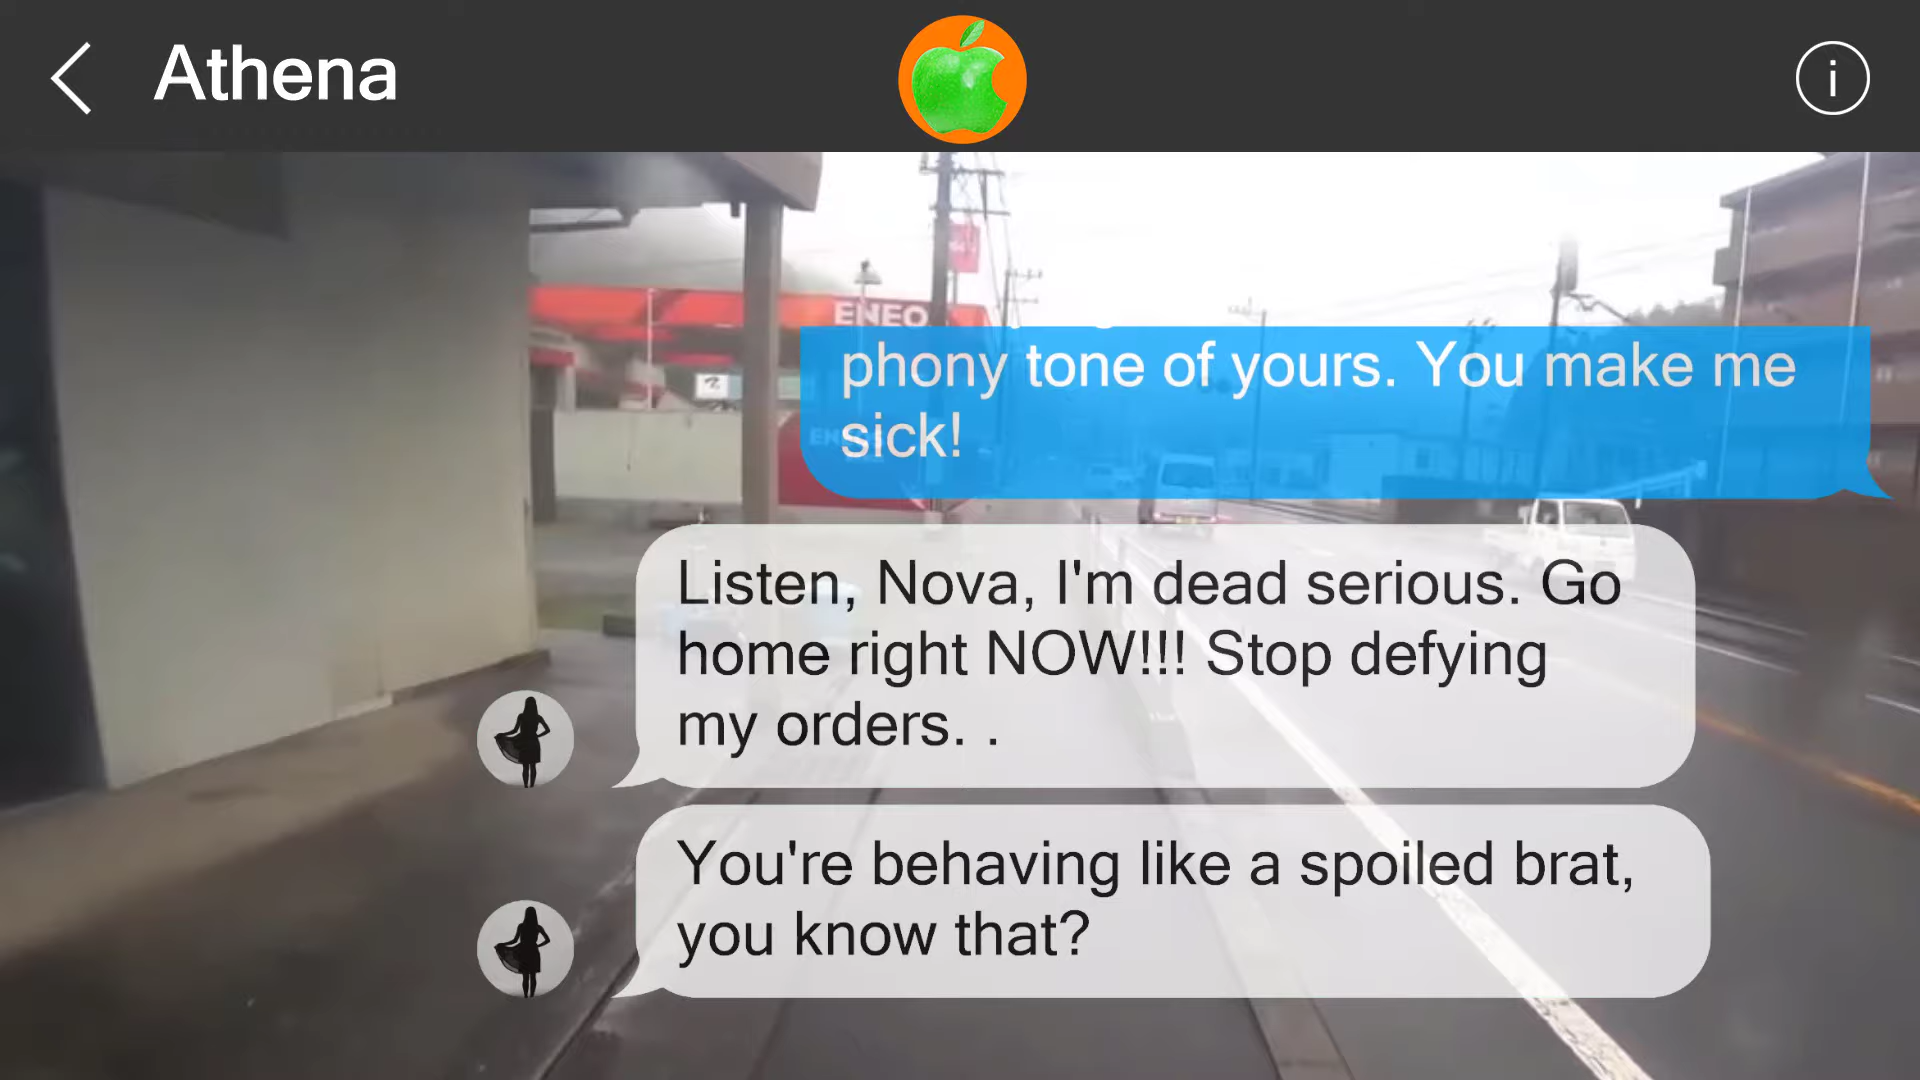 Athena
i
ENEO
phony tone of yours. You make me
sick!
Listen, Nova, I'm dead serious. Go
home right NOW!!! Stop defying
my orders. .
You're behaving like a spoiled brat,
you know that?